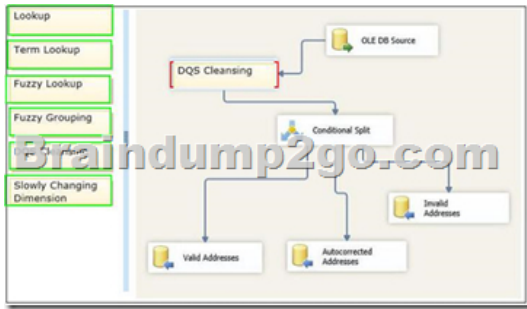 Lookup
Term Lookup
Fuzzy Lookup
Fuzzy Grouping
Slowly Changing
Dimension
DQS Cleansing
OLE DB Source
Conditional Split
Braindump2go.com
Invalid
Addresses
Valid Addresses
Autocorrected
Addresses